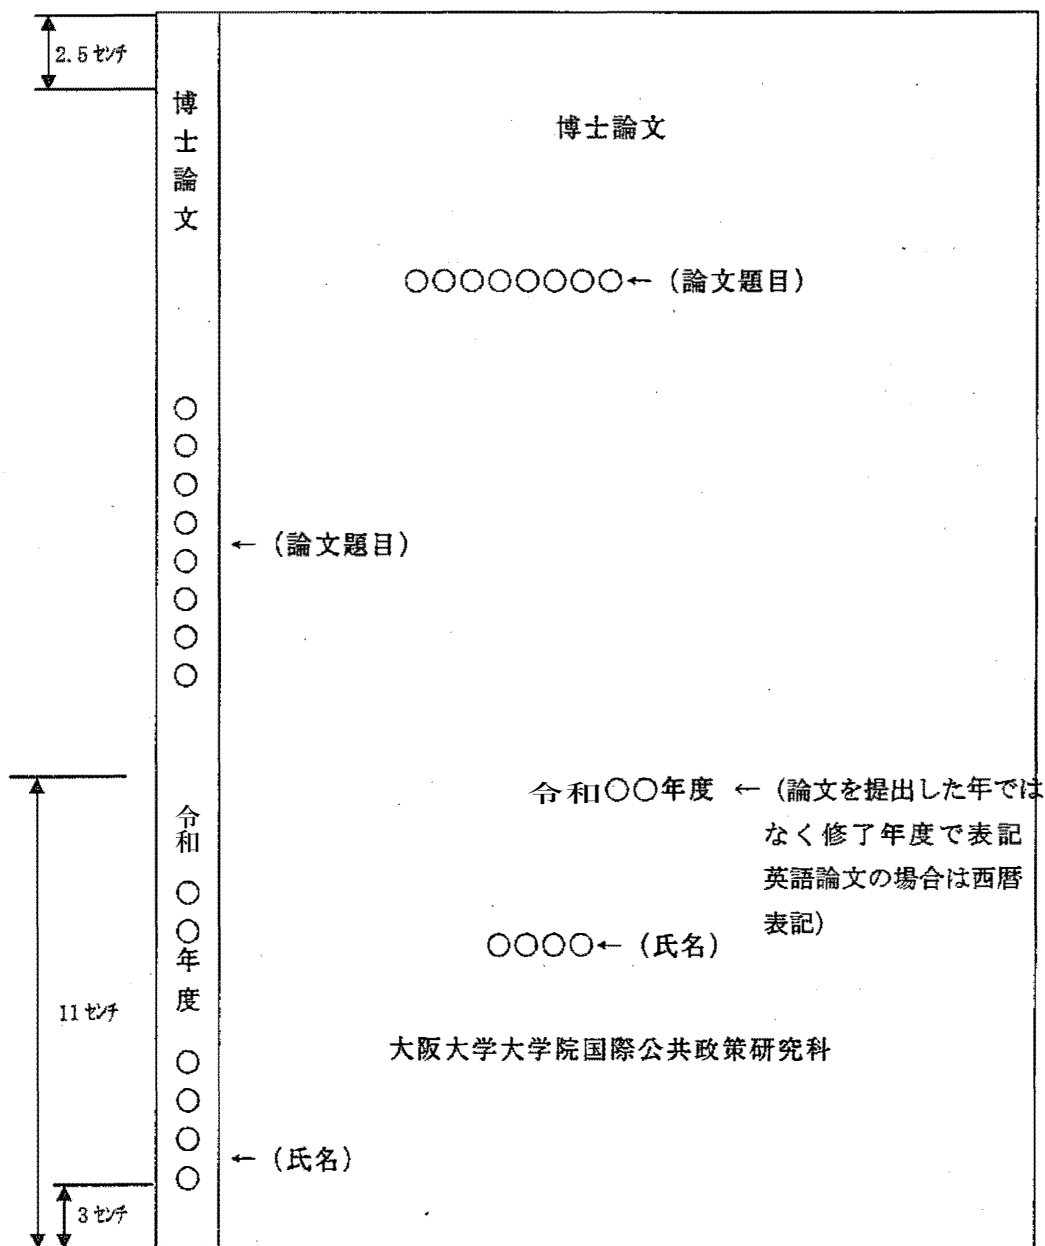 2.5センチ
博士論文
○○○○○○○○
←（論文題目）
令和○○年度
○○○○
←（氏名）
11センチ
3センチ
博士論文
○○○○○○○○←（論文題目）
令和○○年度 ←（論文を提出した年では
なく修了年度で表記
英語論文の場合は西暦
表記）
○○○○←（氏名）
大阪大学大学院国際公共政策研究科